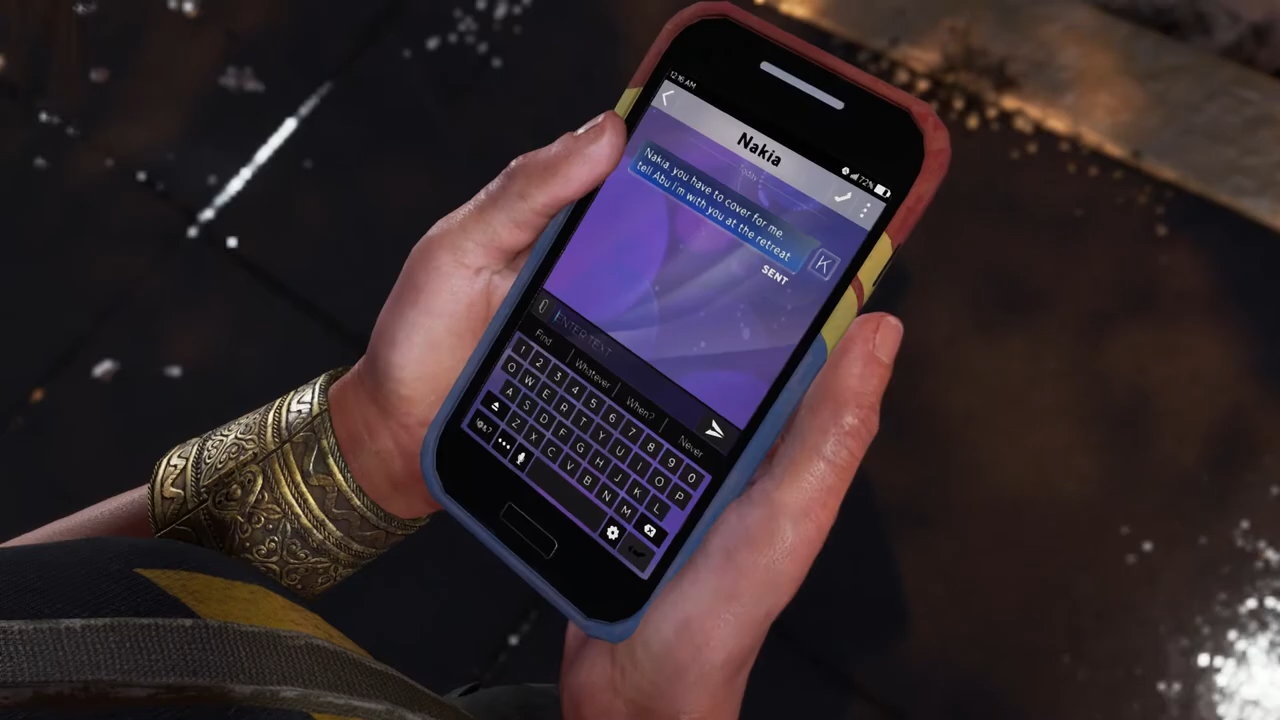 12:16 AM
72%
Nakia
Nakia, you have to cover for me,
tell Abu I'm with you at the retreat
K
SENT
ENTER TEXT
Find
Whatever
When?
Never
1 2 3 4 5 6 7 8 9 0
Q W E R T Y U I O P
A S D F G H J K L
Z X C V B N M